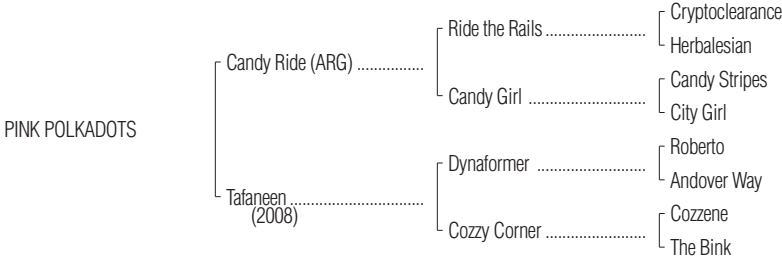 Cryptoclearance
Ride the Rails ........................
Herbalesian
Candy Ride (ARG) ................
Candy Stripes
Candy Girl ............................
City Girl
PINK POLKADOTS
Roberto
Dynaformer ..........................
Andover Way
Tafaneen ................................
(2008)
Cozzene
Cozzy Corner ........................
The Bink